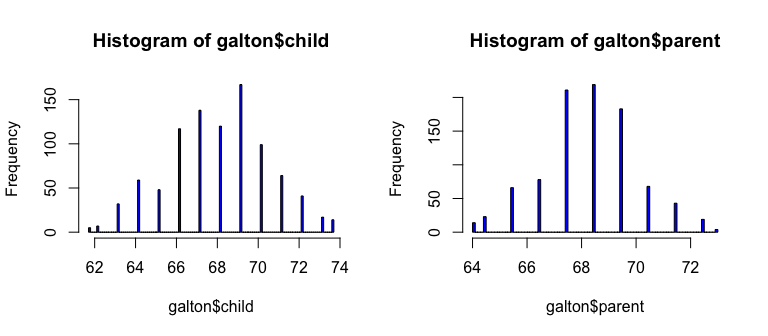 Histogram of galton$child
Frequency
0 50 100 150
62 64 66 68 70 72 74
galton$child
Histogram of galton$parent
Frequency
0 50 150
64 66 68 70 72
galton$parent